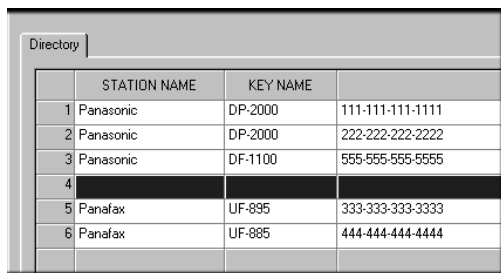 Directory
STATION NAME KEY NAME
1 Panasonic DP-2000 111-111-111-1111
2 Panasonic DP-2000 222-222-222-2222
3 Panasonic DF-1100 555-555-555-5555
4
5 Panafax UF-895 333-333-333-3333
6 Panafax UF-885 444-444-444-4444